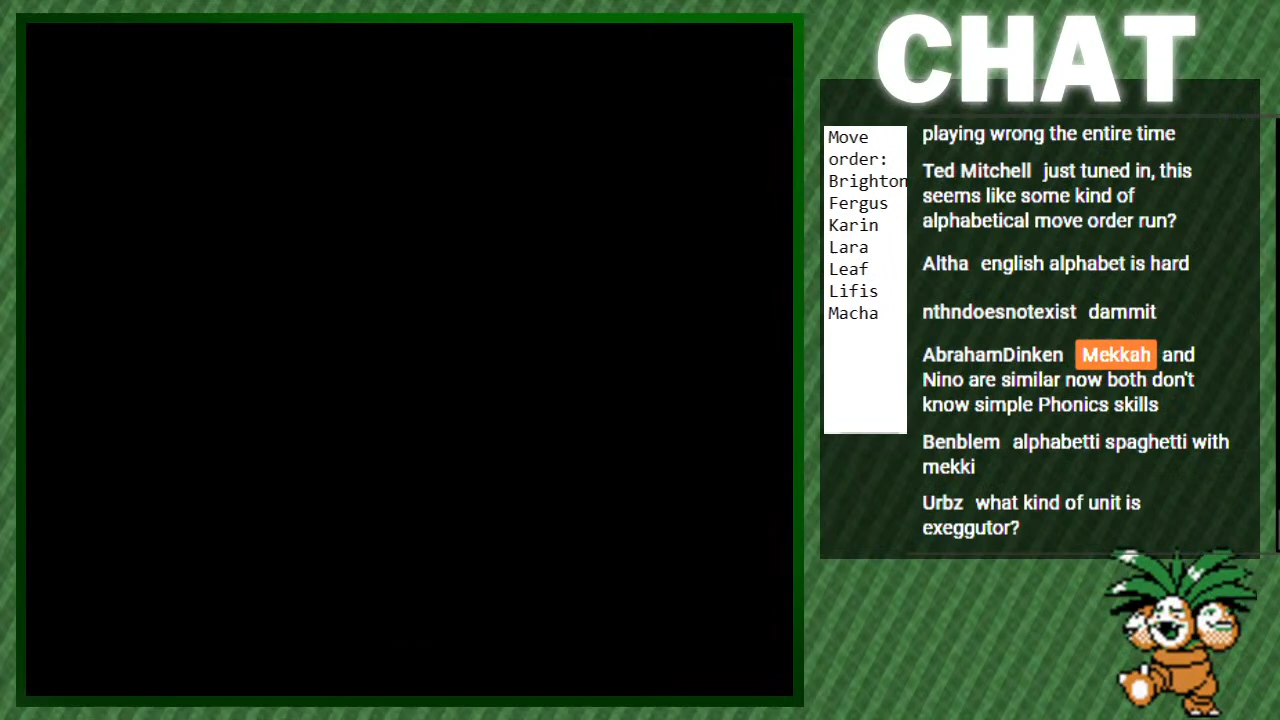 CHAT
Move
order:
Brighton
Fergus
Karin
Lara
Leaf
Lifis
Macha
playing wrong the entire time
Ted Mitchell just tuned in, this
seems like some kind of
alphabetical move order run?
Altha english alphabet is hard
nthndoesnotexist dammit
AbrahamDinken Mekkah and
Nino are similar now both don't
know simple Phonics skills
Benblem alphabetti spaghetti with
mekki
Urbz what kind of unit is
exeggutor?